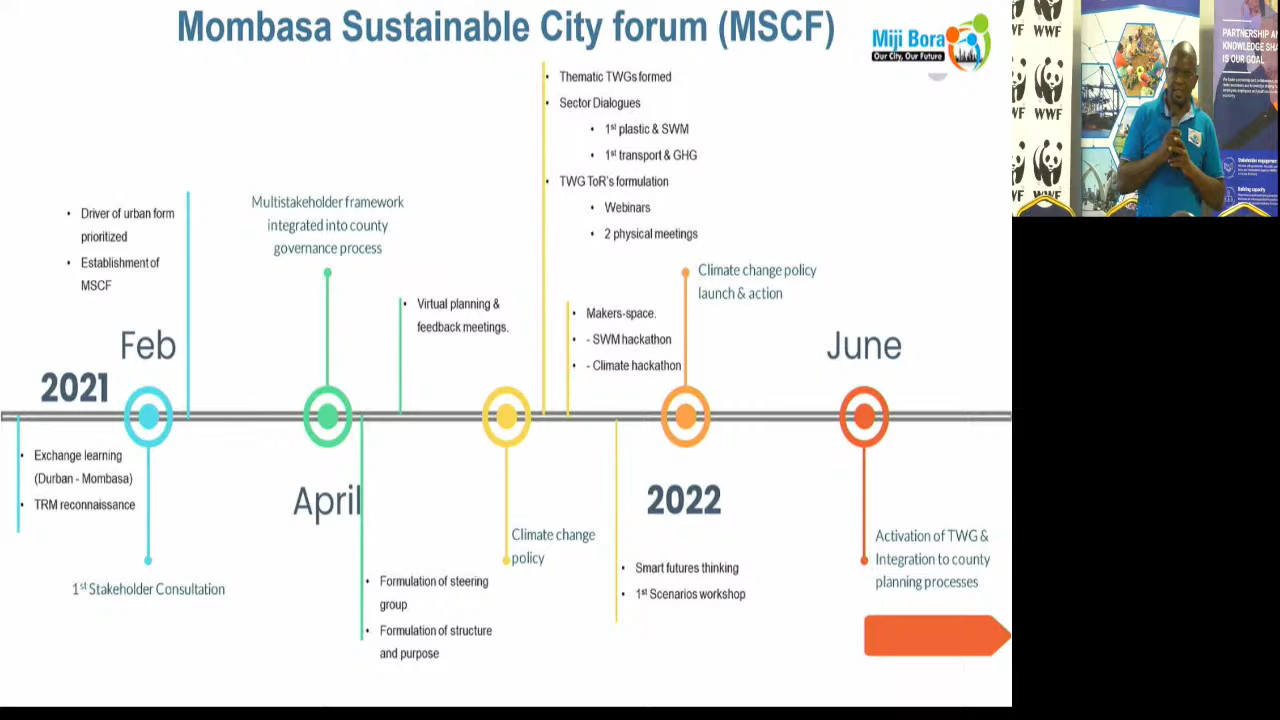 Mombasa Sustainable City forum (MSCF)
Miji Bora
Our City, Our Future
• Thematic TWGs formed
• Sector Dialogues
• 1st plastic & SWM
• 1st transport & GHG
• TWG ToR's formulation
• Webinars
• 2 physical meetings
• Driver of urban form
prioritized
• Establishment of
MSCF
Multistakeholder framework
integrated into county
governance process
• Virtual planning &
feedback meetings.
• Makers-space.
• - SWM hackathon
• - Climate hackathon
Climate change policy
launch & action
Feb
June
2021
• Exchange learning
(Durban - Mombasa)
• TRM reconnaissance
April
2022
1st Stakeholder Consultation
• Formulation of steering
group
• Formulation of structure
and purpose
Climate change
policy
• Smart futures thinking
• 1st Scenarios workshop
Activation of TWG &
Integration to county
planning processes
WWF
WWF
WWF
PARTNERSHIP
KNOWLEDGE
IS OUR GOAL
Stakeholder
Building capacity